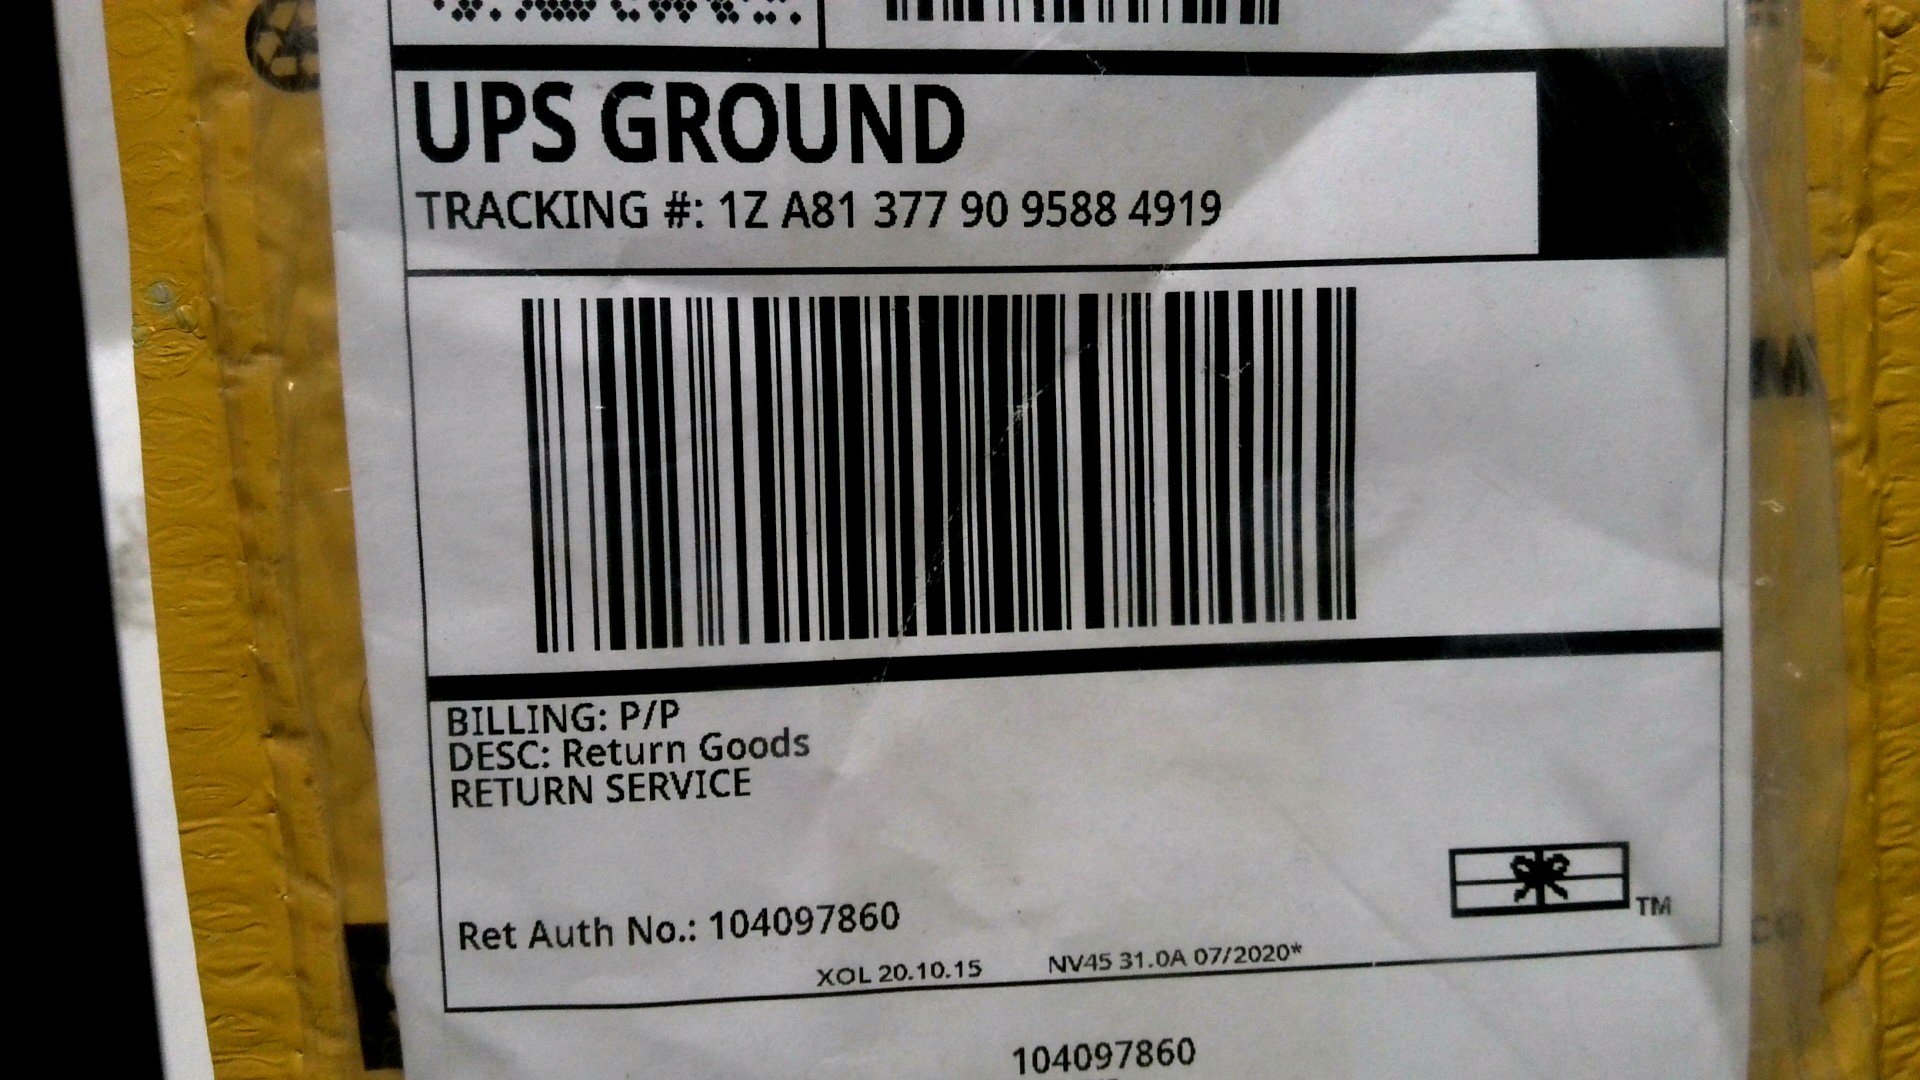 UPS GROUND
TRACKING #: 1Z A81 377 90 9588 4919
BILLING: P/P
DESC: Return Goods
RETURN SERVICE
Ret Auth No.: 104097860
TM
XOL 20.10.15 NV45 31.0A 07/2020*
104097860